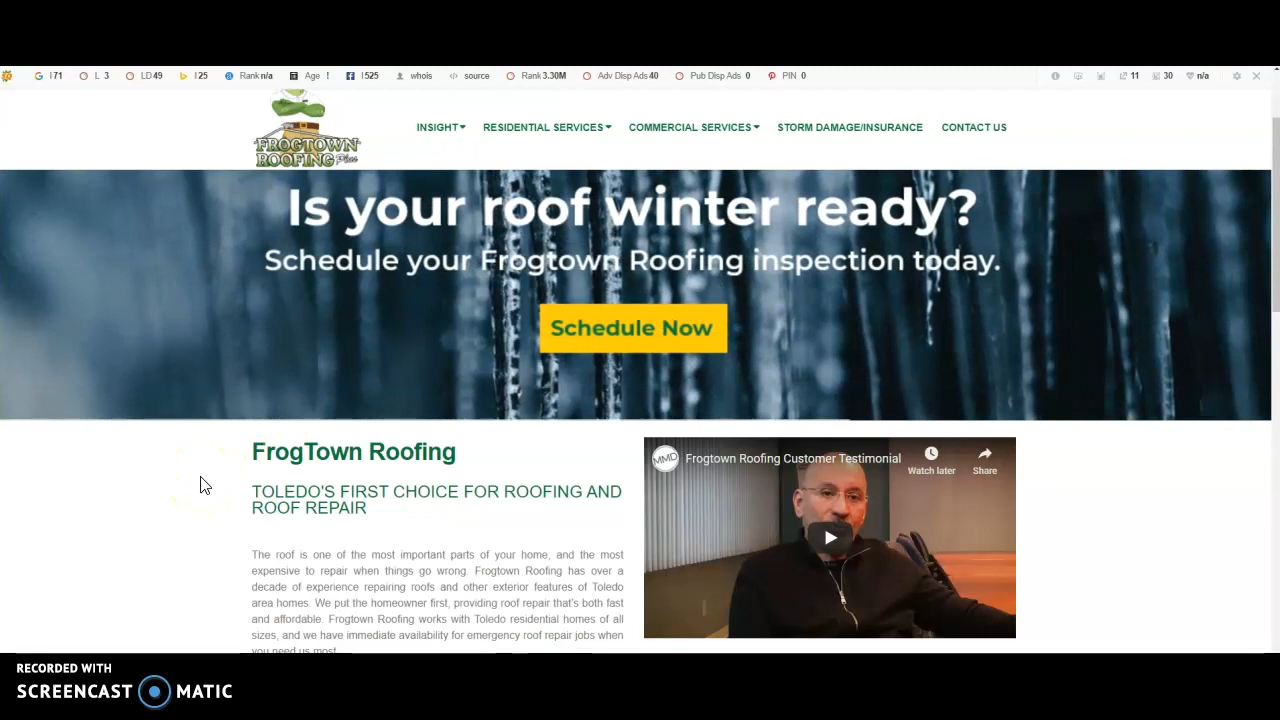 I 71 L 3 LD 49 I 25 Rank n/a Age ! I 525 whois source Rank 3.30M Adv Disp Ads 40 Pub Disp Ads 0 PIN 0 11 30 n/a
FROGTOWN
ROOFING Plus
INSIGHT RESIDENTIAL SERVICES COMMERCIAL SERVICES STORM DAMAGE/INSURANCE CONTACT US
Is your roof winter ready?
Schedule your Frogtown Roofing inspection today.
Schedule Now
FrogTown Roofing
TOLEDO'S FIRST CHOICE FOR ROOFING AND
ROOF REPAIR
The roof is one of the most important parts of your home, and the most
expensive to repair when things go wrong. Frogtown Roofing has over a
decade of experience repairing roofs and other exterior features of Toledo
area homes. We put the homeowner first, providing roof repair that's both fast
and affordable. Frogtown Roofing works with Toledo residential homes of all
sizes, and we have immediate availability for emergency roof repair jobs when
you need us most.
MMD Frogtown Roofing Customer Testimonial
Watch later Share
RECORDED WITH
SCREENCAST MATIC